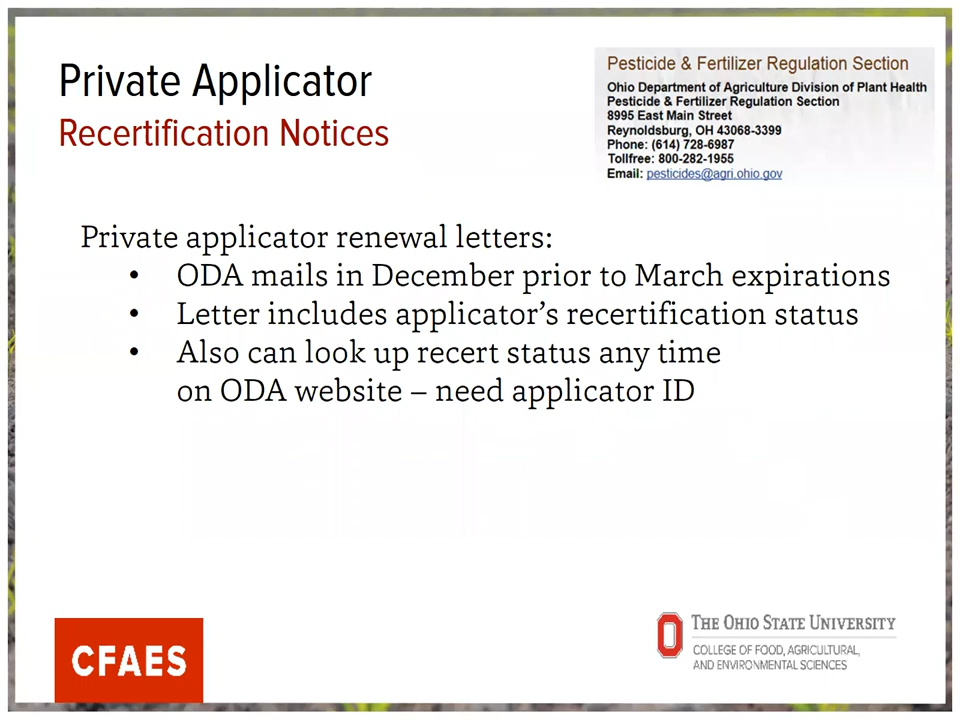 Private Applicator
Recertification Notices
Pesticide & Fertilizer Regulation Section
Ohio Department of Agriculture Division of Plant Health
Pesticide & Fertilizer Regulation Section
8995 East Main Street
Reynoldsburg, OH 43068-3399
Phone: (614) 728-6987
Tollfree: 800-282-1955
Email: pesticides@agri.ohio.gov
Private applicator renewal letters:
• ODA mails in December prior to March expirations
• Letter includes applicator’s recertification status
• Also can look up recert status any time
on ODA website – need applicator ID
CFAES
THE OHIO STATE UNIVERSITY
COLLEGE OF FOOD, AGRICULTURAL,
AND ENVIRONMENTAL SCIENCES